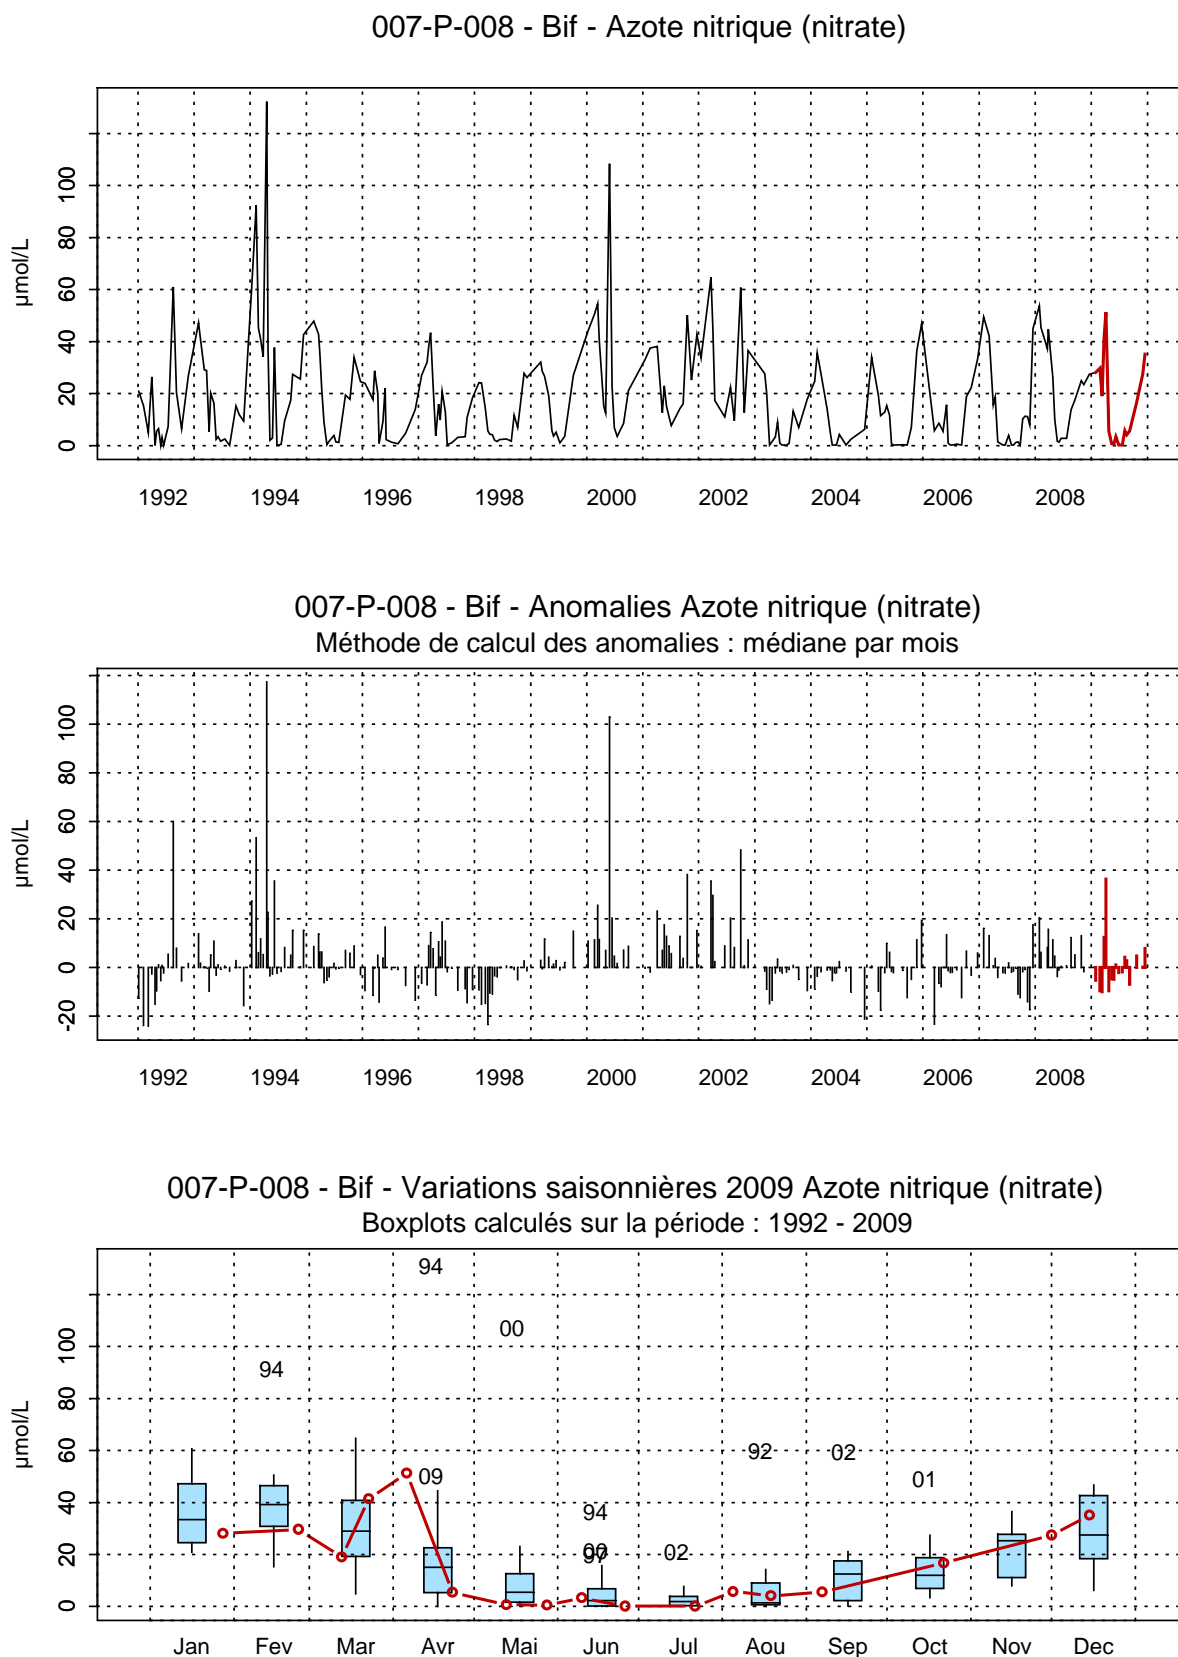 007-P-008 - Bif - Azote nitrique (nitrate)
µmol/L
100
80
60
40
20
0
1992 1994 1996 1998 2000 2002 2004 2006 2008
007-P-008 - Bif - Anomalies Azote nitrique (nitrate)
Méthode de calcul des anomalies : médiane par mois
µmol/L
100
80
60
40
20
0
-20
1992 1994 1996 1998 2000 2002 2004 2006 2008
007-P-008 - Bif - Variations saisonnières 2009 Azote nitrique (nitrate)
Boxplots calculés sur la période : 1992 - 2009
µmol/L
100
80
60
40
20
0
94
00
94
92 02
09 01
94
00 02
97
Jan Fev Mar Avr Mai Jun Jul Aou Sep Oct Nov Dec